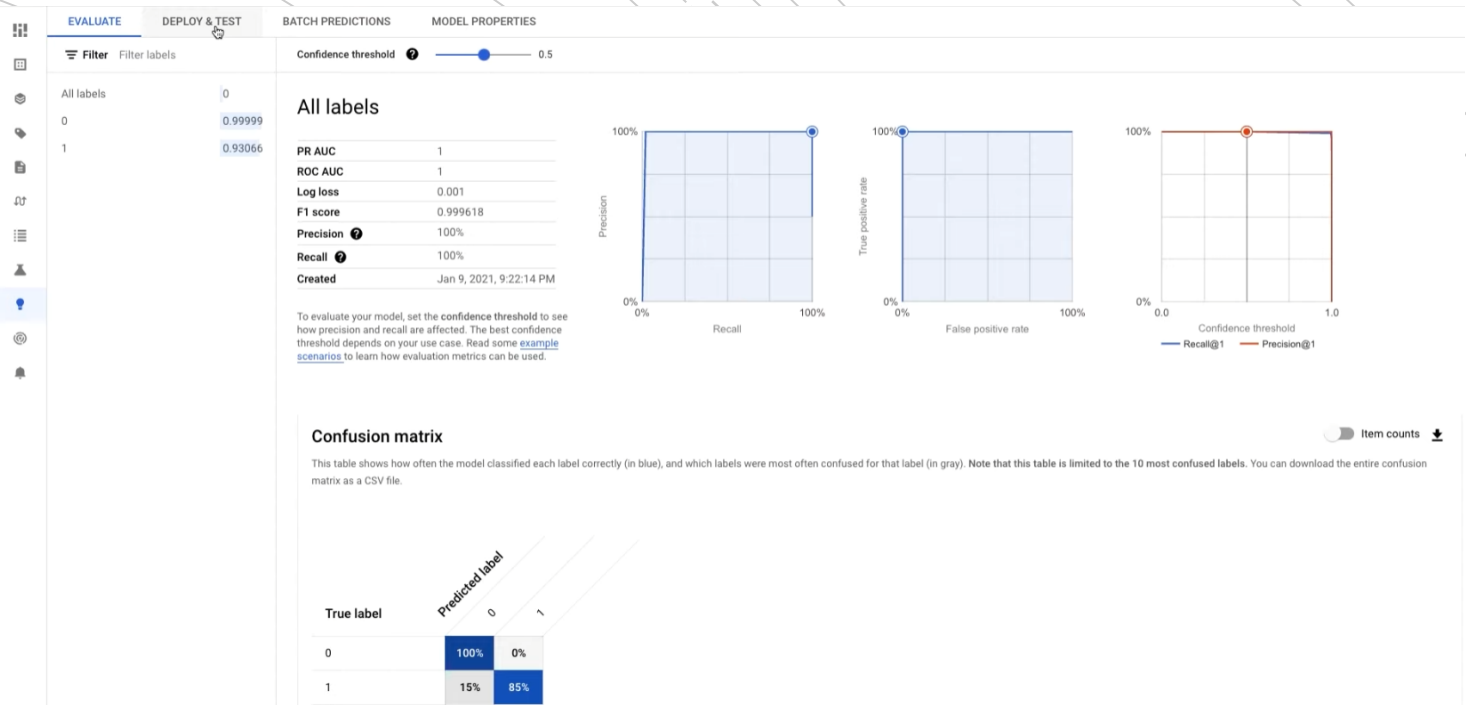 EVALUATE DEPLOY & TEST BATCH PREDICTIONS MODEL PROPERTIES
Filter Filter labels
Confidence threshold ? 0.5
All labels 0
0 0.99999
1 0.93066
All labels
PR AUC 1
ROC AUC 1
Log loss 0.001
F1 score 0.999618
Precision ? 100%
Recall ? 100%
Created Jan 9, 2021, 9:22:14 PM
To evaluate your model, set the confidence threshold to see
how precision and recall are affected. The best confidence
threshold depends on your use case. Read some example
scenarios to learn how evaluation metrics can be used.
100%
Precision
0%
0% 100%
Recall
100%
True positive rate
0%
0% 100%
False positive rate
100%
0%
0.0 1.0
Confidence threshold
Recall@1 Precision@1
Confusion matrix
Item counts
This table shows how often the model classified each label correctly (in blue), and which labels were most often confused for that label (in gray). Note that this table is limited to the 10 most confused labels. You can download the entire confusion
matrix as a CSV file.
Predicted label
True label 0 1
0 100% 0%
1 15% 85%